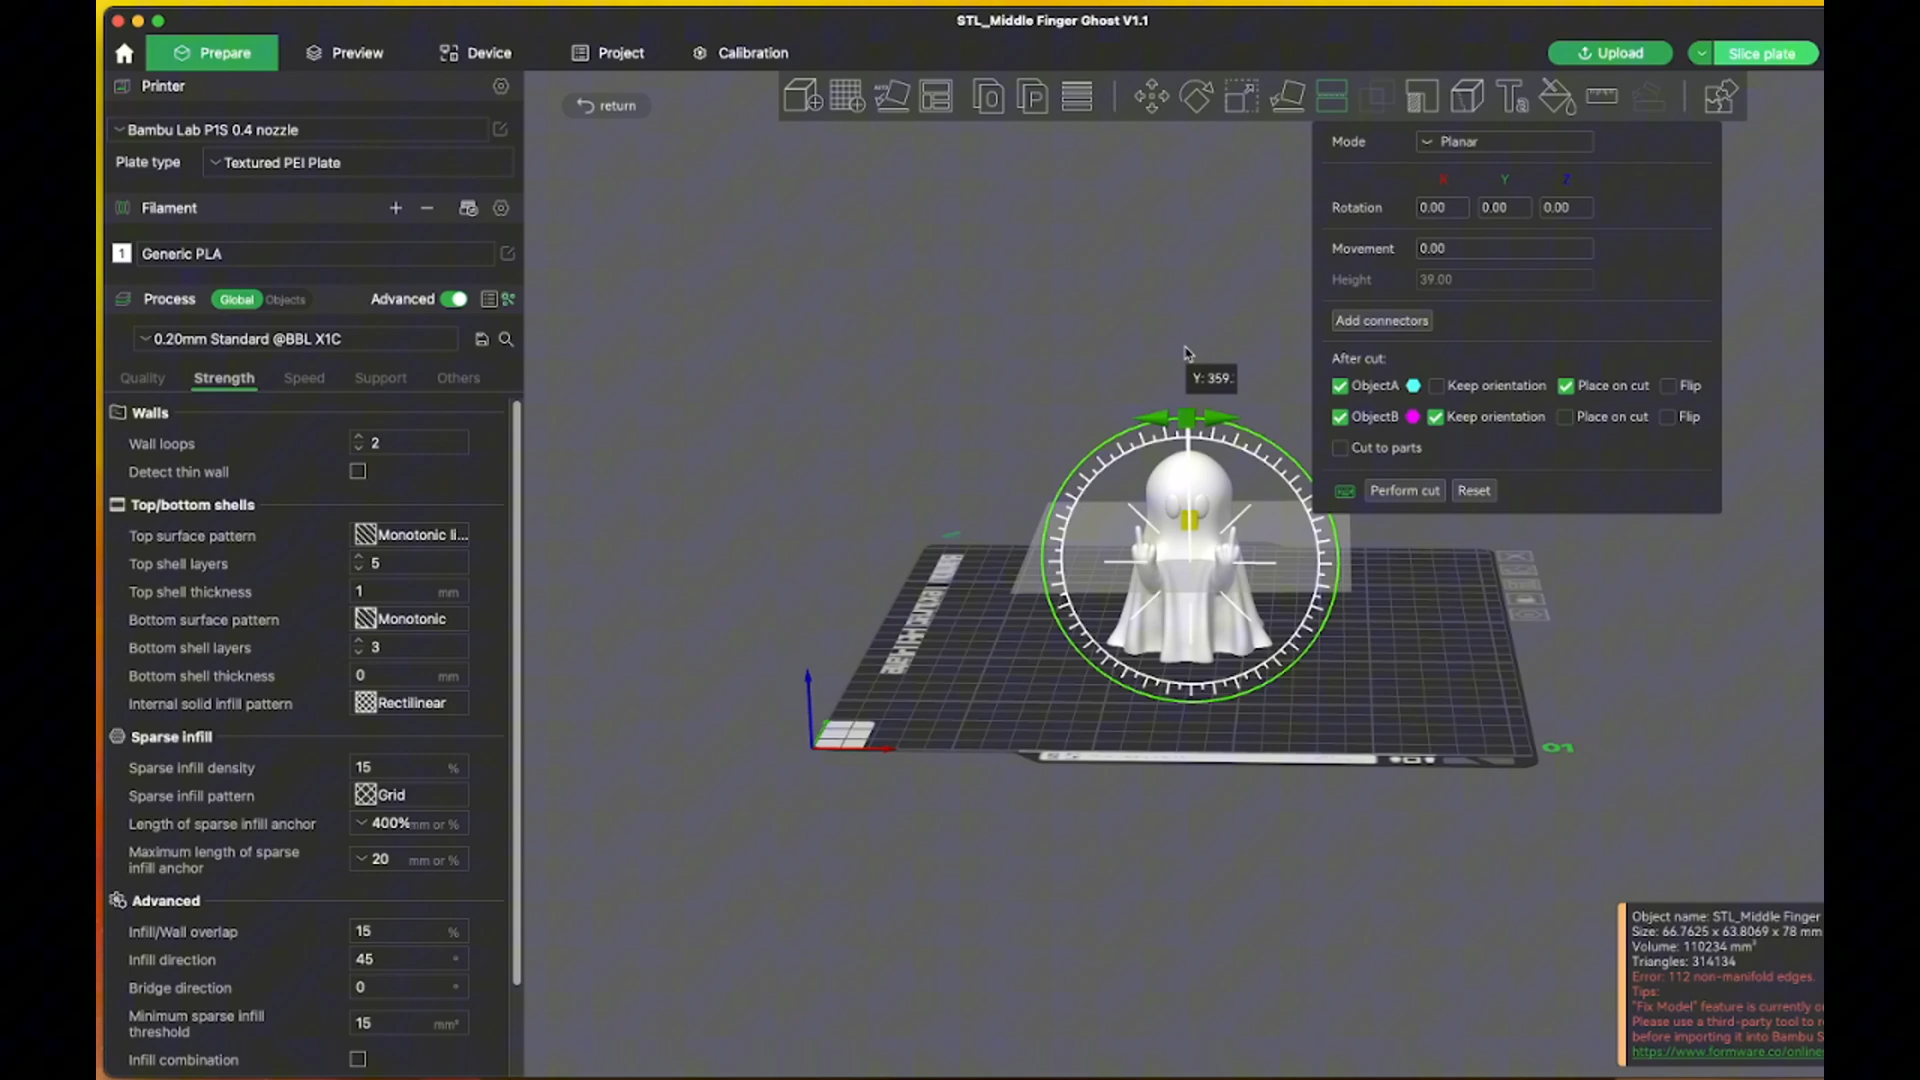 STL_Middle Finger Ghost V1.1
Prepare
Preview
Device
Project
Calibration
Upload
Slice plate
Printer
Bambu Lab P1S 0.4 nozzle
Plate type
Textured PEI Plate
Filament
1
Generic PLA
Process
Global
Objects
Advanced
0.20mm Standard @BBL X1C
Quality
Strength
Speed
Support
Others
Walls
Wall loops
2
Detect thin wall
Top/bottom shells
Top surface pattern
Monotonic li...
Top shell layers
5
Top shell thickness
1
mm
Bottom surface pattern
Monotonic
Bottom shell layers
3
Bottom shell thickness
0
mm
Internal solid infill pattern
Rectilinear
Sparse infill
Sparse infill density
15
%
Sparse infill pattern
Grid
Length of sparse infill anchor
400%
mm or %
Maximum length of sparse
infill anchor
20
mm or %
Advanced
Infill/Wall overlap
15
%
Infill direction
45
°
Bridge direction
0
°
Minimum sparse infill
threshold
15
mm²
Infill combination
return
AUTO
O
P
Ta
Mode
Planar
X
Y
Z
Rotation
0.00
0.00
0.00
Movement
0.00
Height
39.00
Add connectors
After cut:
ObjectA
Keep orientation
Place on cut
Flip
ObjectB
Keep orientation
Place on cut
Flip
Cut to parts
Perform cut
Reset
Y: 359.
01
Object name: STL_Middle Finger
Size: 66.7625 x 63.8069 x 78 mm
Volume: 110234 mm³
Triangles: 314134
Error: 112 non-manifold edges.
Tips:
"Fix Model" feature is currently o
Please use a third-party tool to r
before importing it into Bambu S
https://www.formware.co/online